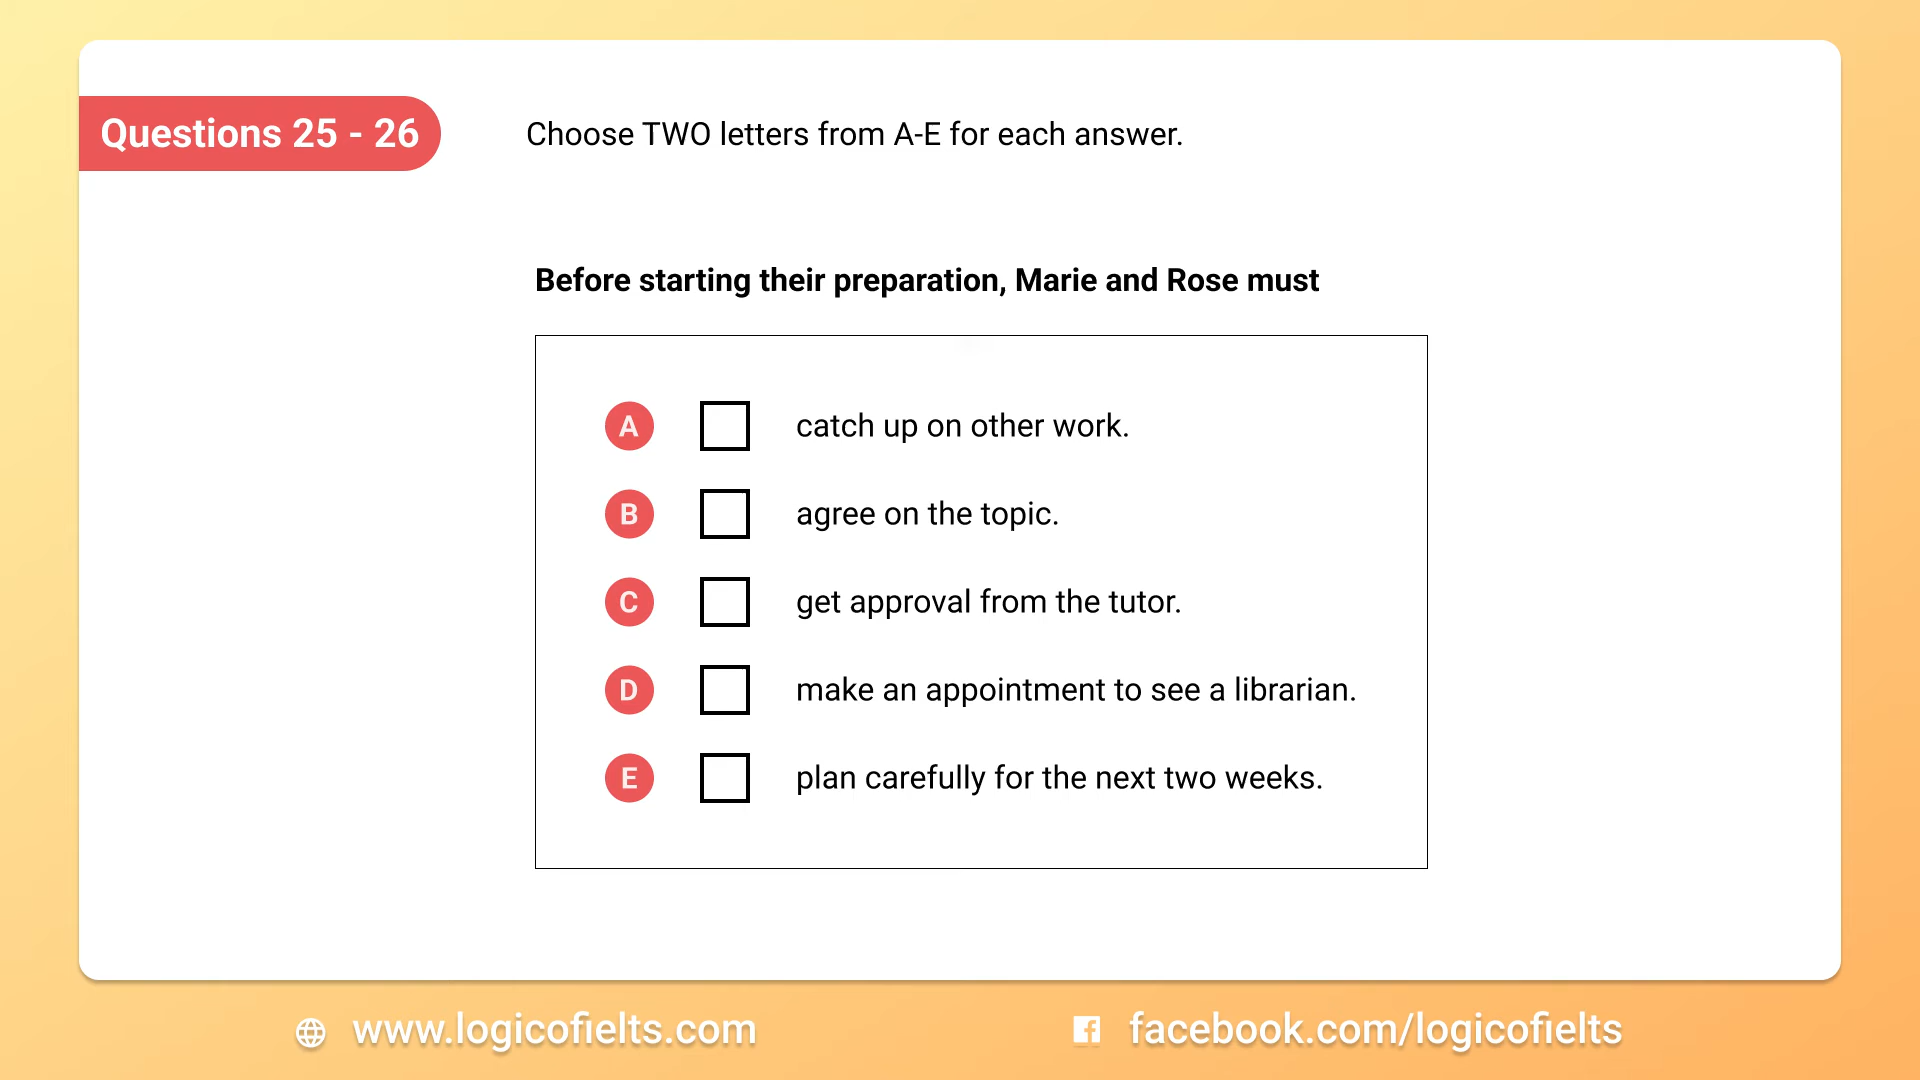 Questions 25 - 26
Choose TWO letters from A-E for each answer.
Before starting their preparation, Marie and Rose must
A catch up on other work.
B agree on the topic.
C get approval from the tutor.
D make an appointment to see a librarian.
E plan carefully for the next two weeks.
www.logicofielts.com
facebook.com/logicofielts